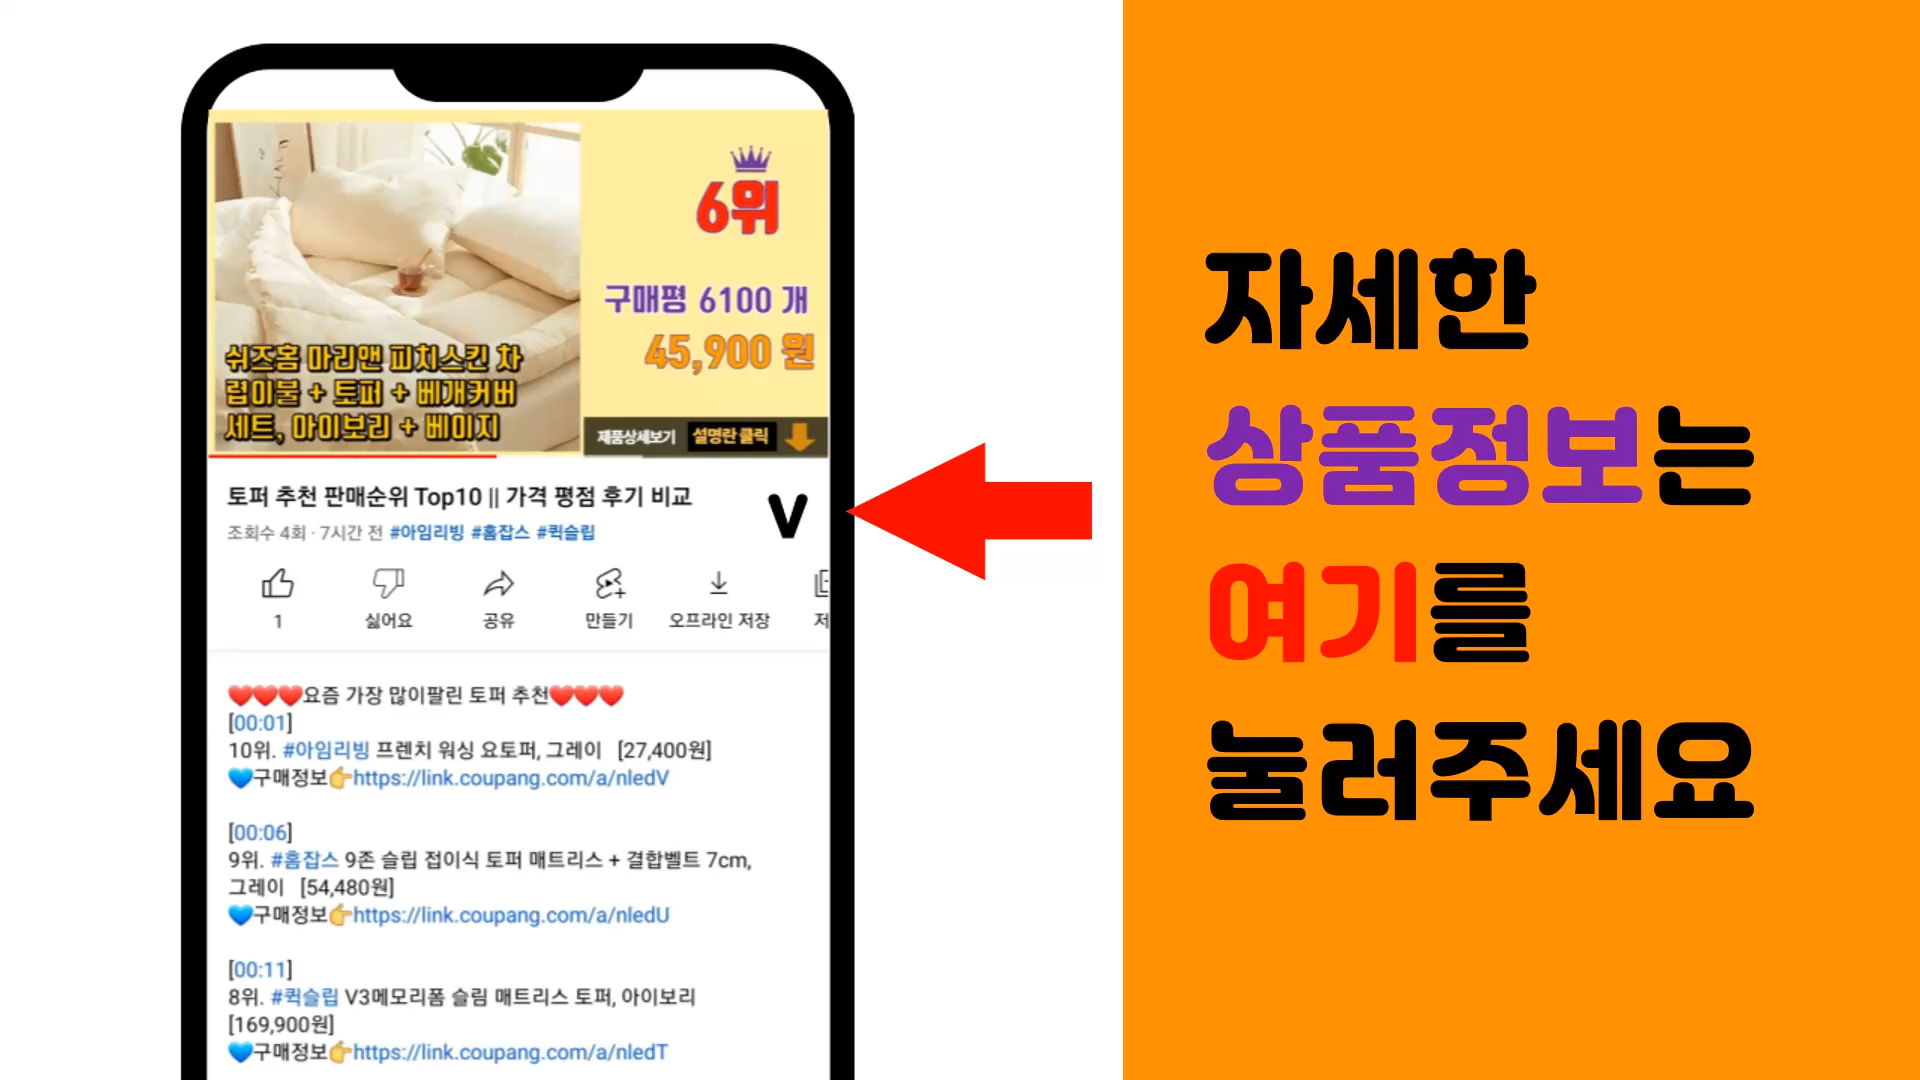 6위
구매평 6100 개
45,900 원
쉬즈홈 마리앤 피치스킨 차
렵이불 + 토퍼 + 베개커버
세트, 아이보리 + 베이지
제품상세보기 설명란 클릭
토퍼 추천 판매순위 Top10 || 가격 평점 후기 비교
V
조회수 4회 · 7시간 전 #아임리빙 #홈잡스 #퀵슬립
1 싫어요 공유 만들기 오프라인 저장 저
❤️❤️❤️요즘 가장 많이팔린 토퍼 추천❤️❤️❤️
[00:01]
10위. #아임리빙 프렌치 워싱 요토퍼, 그레이 [27,400원]
💙구매정보👉https://link.coupang.com/a/nledV
[00:06]
9위. #홈잡스 9존 슬립 접이식 토퍼 매트리스 + 결합벨트 7cm,
그레이 [54,480원]
💙구매정보👉https://link.coupang.com/a/nledU
[00:11]
8위. #퀵슬립 V3메모리폼 슬림 매트리스 토퍼, 아이보리
[169,900원]
💙구매정보👉https://link.coupang.com/a/nledT
자세한
상품정보는
여기를
눌러주세요